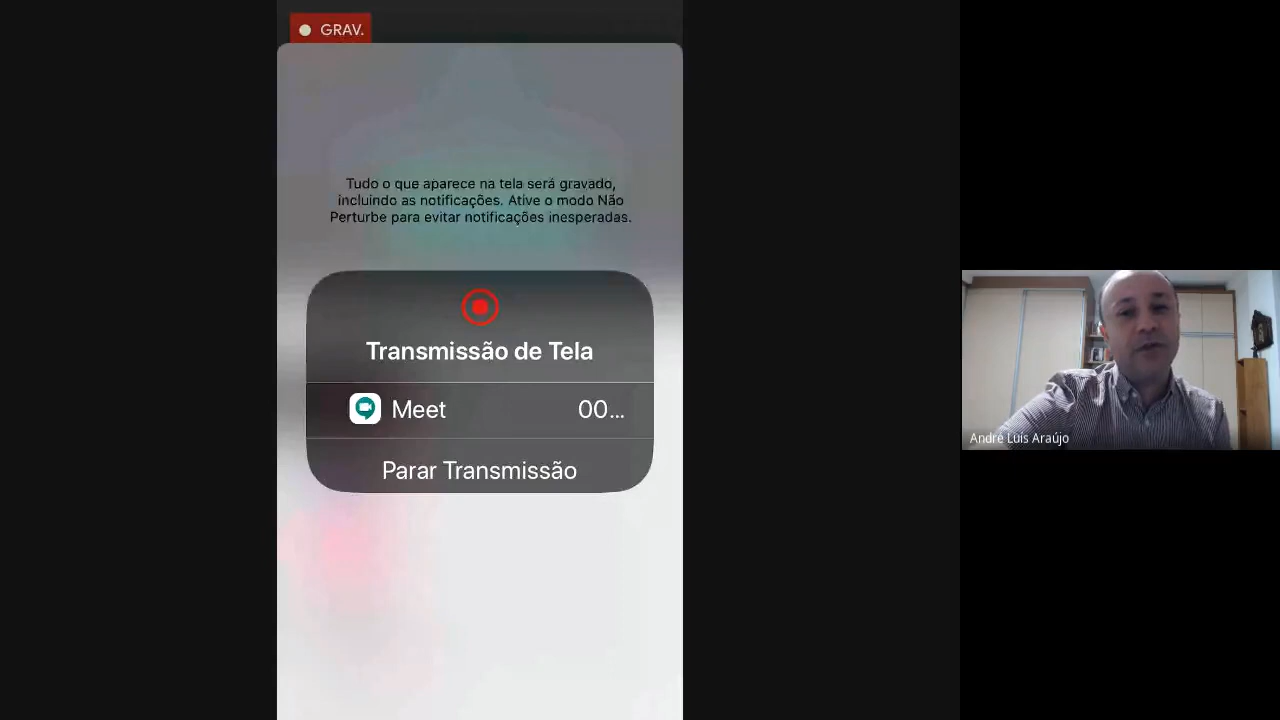 GRAV.
Tudo o que aparece na tela será gravado,
incluindo as notificações. Ative o modo Não
Perturbe para evitar notificações inesperadas.
Transmissão de Tela
Meet 00...
Parar Transmissão
André Luís Araújo